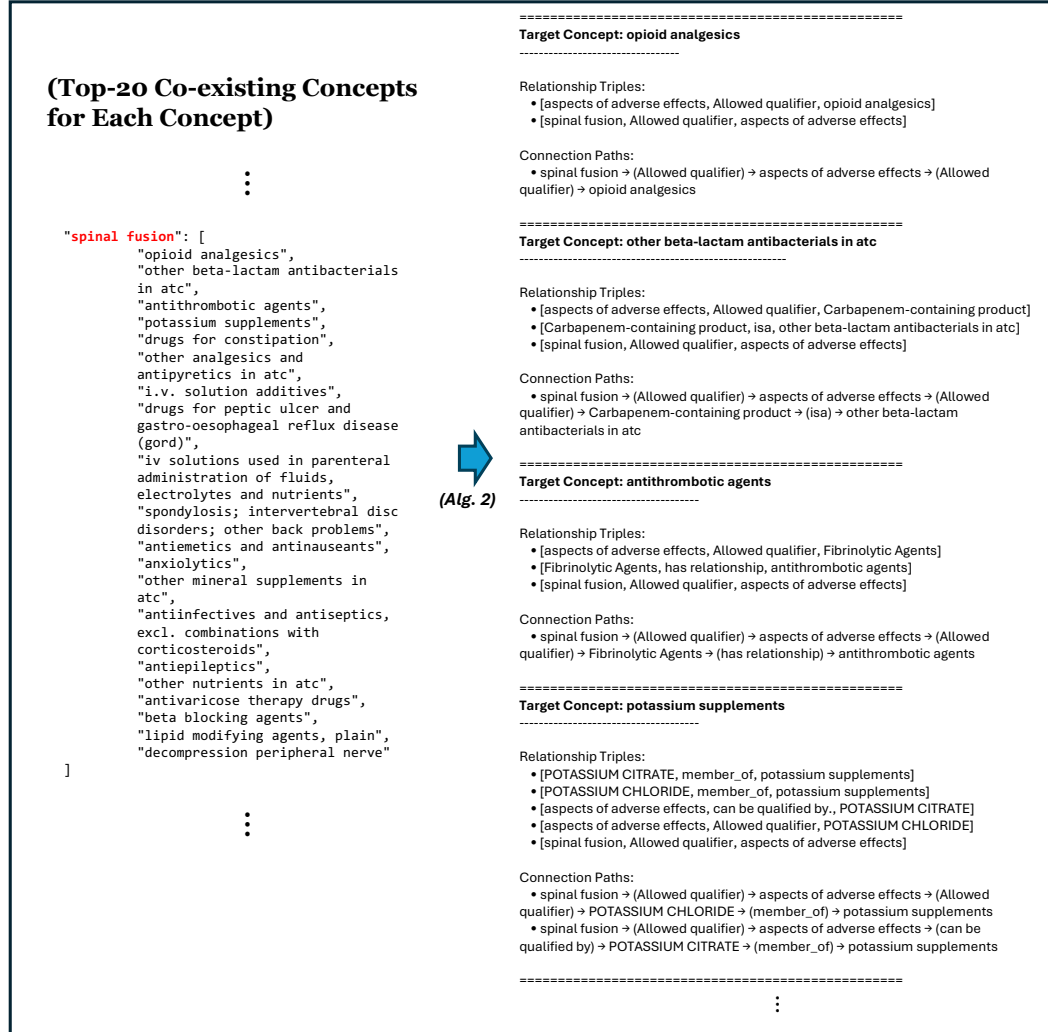 (Top-20 Co-existing Concepts
for Each Concept)
⋮
"spinal fusion": [
"opioid analgesics",
"other beta-lactam antibacterials
in atc",
"antithrombotic agents",
"potassium supplements",
"drugs for constipation",
"other analgesics and
antipyretics in atc",
"i.v. solution additives",
"drugs for peptic ulcer and
gastro-oesophageal reflux disease
(gord)",
"iv solutions used in parenteral
administration of fluids,
electrolytes and nutrients",
"spondylosis; intervertebral disc
disorders; other back problems",
"antiemetics and antinauseants",
"anxiolytics",
"other mineral supplements in
atc",
"antiinfectives and antiseptics,
excl. combinations with
corticosteroids",
"antiepileptics",
"other nutrients in atc",
"antivaricose therapy drugs",
"beta blocking agents",
"lipid modifying agents, plain",
"decompression peripheral nerve"
]
⋮
(Alg. 2)
==================================================
Target Concept: opioid analgesics
---------------------------------
Relationship Triples:
• [aspects of adverse effects, Allowed qualifier, opioid analgesics]
• [spinal fusion, Allowed qualifier, aspects of adverse effects]
Connection Paths:
• spinal fusion → (Allowed qualifier) → aspects of adverse effects → (Allowed
qualifier) → opioid analgesics
==================================================
Target Concept: other beta-lactam antibacterials in atc
-------------------------------------------------------
Relationship Triples:
• [aspects of adverse effects, Allowed qualifier, Carbapenem-containing product]
• [Carbapenem-containing product, isa, other beta-lactam antibacterials in atc]
• [spinal fusion, Allowed qualifier, aspects of adverse effects]
Connection Paths:
• spinal fusion → (Allowed qualifier) → aspects of adverse effects → (Allowed
qualifier) → Carbapenem-containing product → (isa) → other beta-lactam
antibacterials in atc
==================================================
Target Concept: antithrombotic agents
-------------------------------------
Relationship Triples:
• [aspects of adverse effects, Allowed qualifier, Fibrinolytic Agents]
• [Fibrinolytic Agents, has relationship, antithrombotic agents]
• [spinal fusion, Allowed qualifier, aspects of adverse effects]
Connection Paths:
• spinal fusion → (Allowed qualifier) → aspects of adverse effects → (Allowed
qualifier) → Fibrinolytic Agents → (has relationship) → antithrombotic agents
==================================================
Target Concept: potassium supplements
-------------------------------------
Relationship Triples:
• [POTASSIUM CITRATE, member_of, potassium supplements]
• [POTASSIUM CHLORIDE, member_of, potassium supplements]
• [aspects of adverse effects, can be qualified by., POTASSIUM CITRATE]
• [aspects of adverse effects, Allowed qualifier, POTASSIUM CHLORIDE]
• [spinal fusion, Allowed qualifier, aspects of adverse effects]
Connection Paths:
• spinal fusion → (Allowed qualifier) → aspects of adverse effects → (Allowed
qualifier) → POTASSIUM CHLORIDE → (member_of) → potassium supplements
• spinal fusion → (Allowed qualifier) → aspects of adverse effects → (can be
qualified by) → POTASSIUM CITRATE → (member_of) → potassium supplements
==================================================
⋮